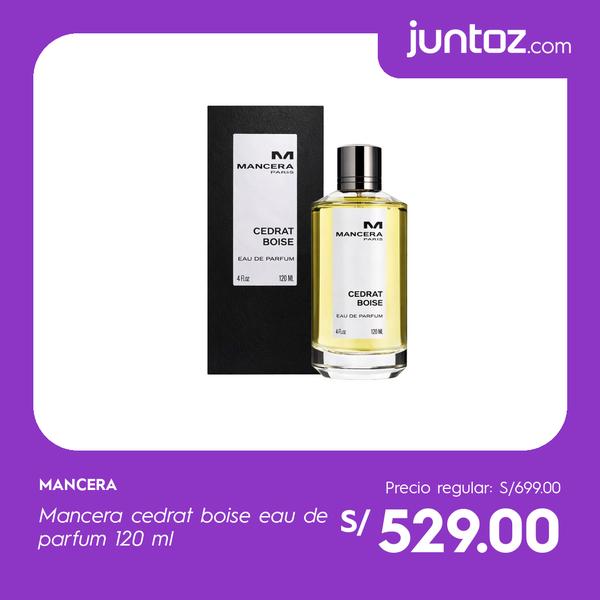 juntoz.com
M
MANCERA
PARIS
CEDRAT
BOISE
EAU DE PARFUM
4 Fl.oz 120 ML
M
MANCERA
PARIS
CEDRAT
BOISE
EAU DE PARFUM
4 Fl.oz 120 ML
MANCERA
Mancera cedrat boise eau de
parfum 120 ml
Precio regular: S/699.00
S/ 529.00